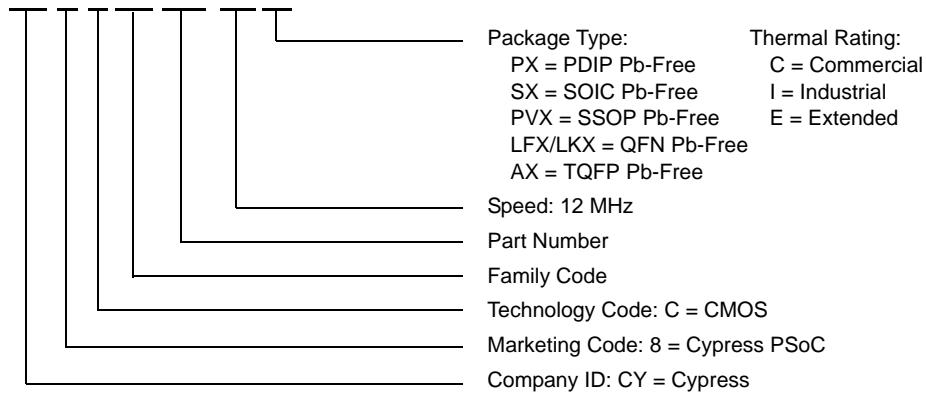 Package Type: Thermal Rating:
PX = PDIP Pb-Free C = Commercial
SX = SOIC Pb-Free I = Industrial
PVX = SSOP Pb-Free E = Extended
LFX/LKX = QFN Pb-Free
AX = TQFP Pb-Free
Speed: 12 MHz
Part Number
Family Code
Technology Code: C = CMOS
Marketing Code: 8 = Cypress PSoC
Company ID: CY = Cypress